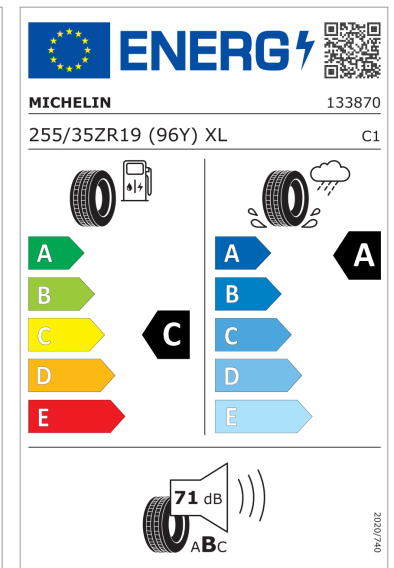 ENERG
MICHELIN 133870
255/35ZR19 (96Y) XL C1
A
B
C
D
E
C
A
B
C
D
E
A
71 dB
ABC
2020/740